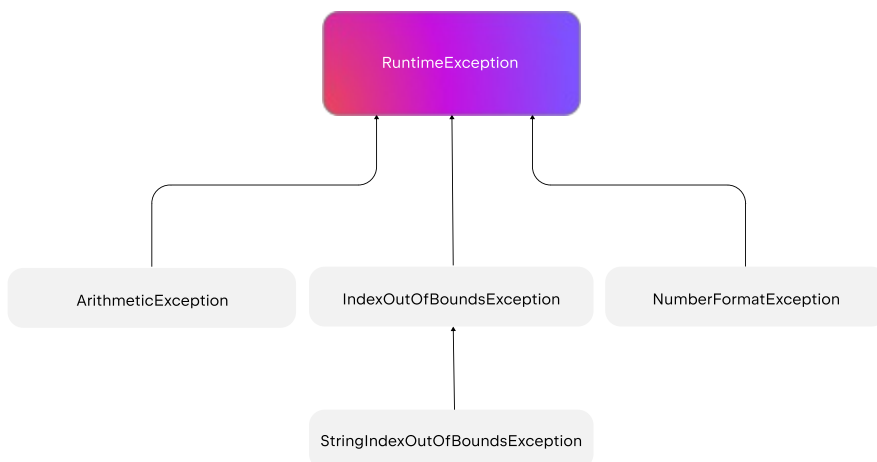 RuntimeException
ArithmeticException
IndexOutOfBoundsException
NumberFormatException
StringIndexOutOfBoundsException